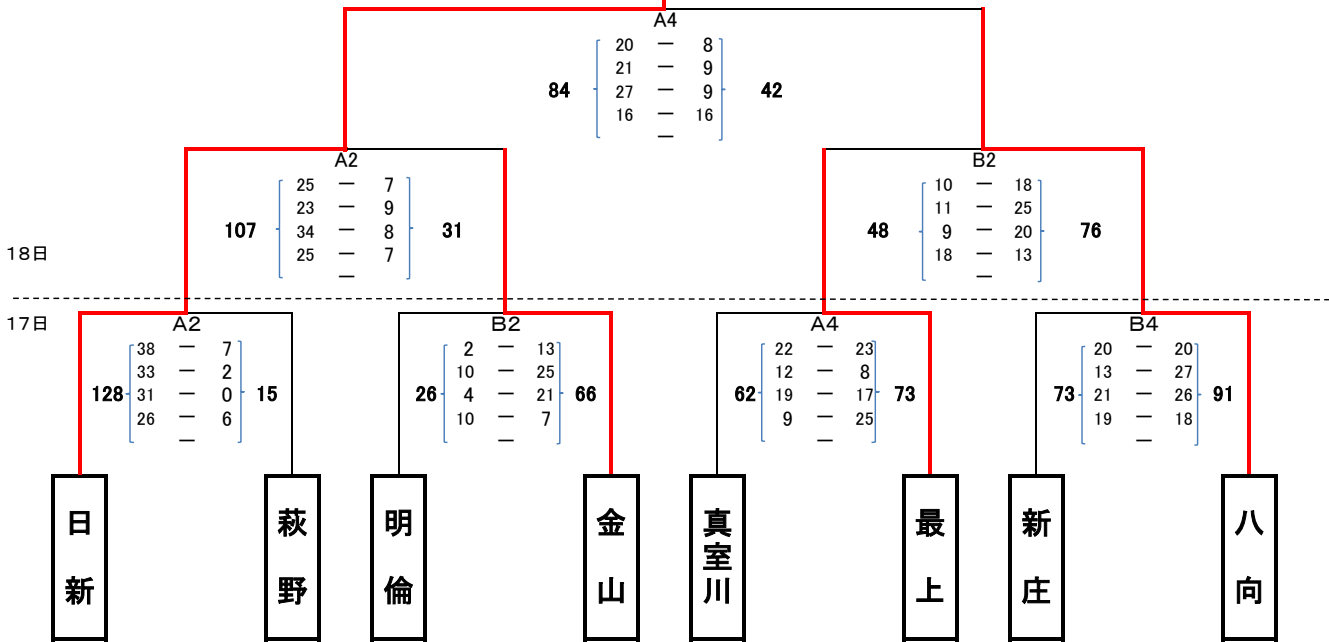 A4
20 ー 8
21 ー 9
84 27 ー 9 42
16 ー 16
ー
A2 B2
25 ー 7 10 ー 18
23 ー 9 11 ー 25
107 34 ー 8 31 48 9 ー 20 76
18日 25 ー 7 18 ー 13
ー ー
17日 A2 B2 A4 B4
38 ー 7 2 ー 13 22 ー 23 20 ー 20
33 ー 2 10 ー 25 12 ー 8 13 ー 27
128 31 ー 0 15 26 4 ー 21 66 62 19 ー 17 73 73 21 ー 26 91
26 ー 6 10 ー 7 9 ー 25 19 ー 18
ー ー ー ー
日新 萩野 明倫 金山 真室川 最上 新庄 八向